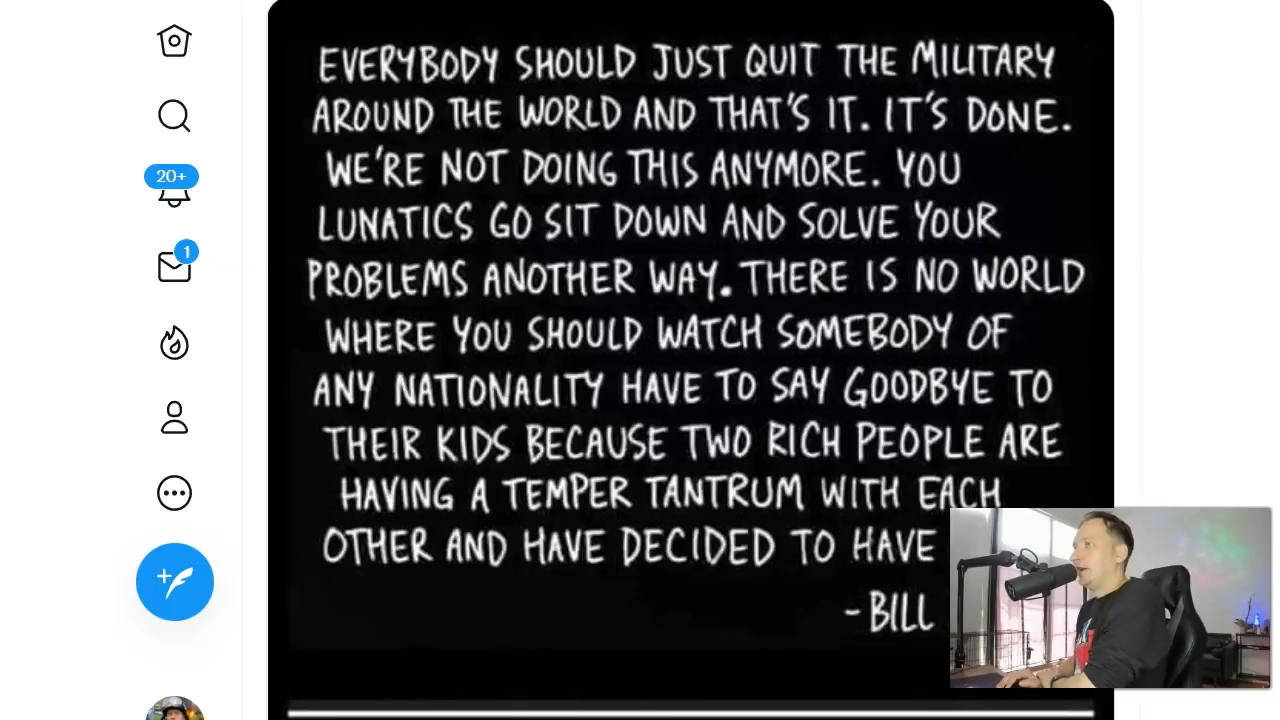 EVERYBODY SHOULD JUST QUIT THE MILITARY
AROUND THE WORLD AND THAT'S IT. IT'S DONE.
WE'RE NOT DOING THIS ANYMORE. YOU
LUNATICS GO SIT DOWN AND SOLVE YOUR
PROBLEMS ANOTHER WAY. THERE IS NO WORLD
WHERE YOU SHOULD WATCH SOMEBODY OF
ANY NATIONALITY HAVE TO SAY GOODBYE TO
THEIR KIDS BECAUSE TWO RICH PEOPLE ARE
HAVING A TEMPER TANTRUM WITH EACH
OTHER AND HAVE DECIDED TO HAVE
- BILL
20+
1